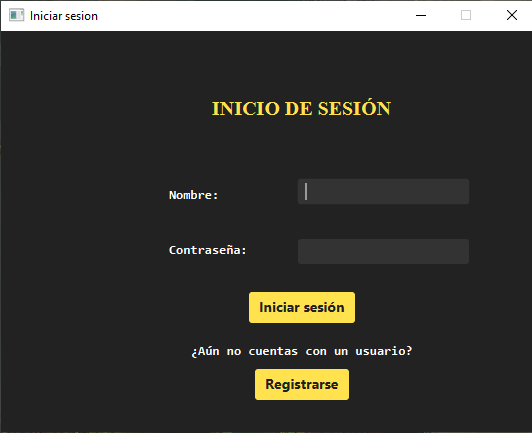 Iniciar sesion
INICIO DE SESIÓN
Nombre:
Contraseña:
Iniciar sesión
¿Aún no cuentas con un usuario?
Registrarse